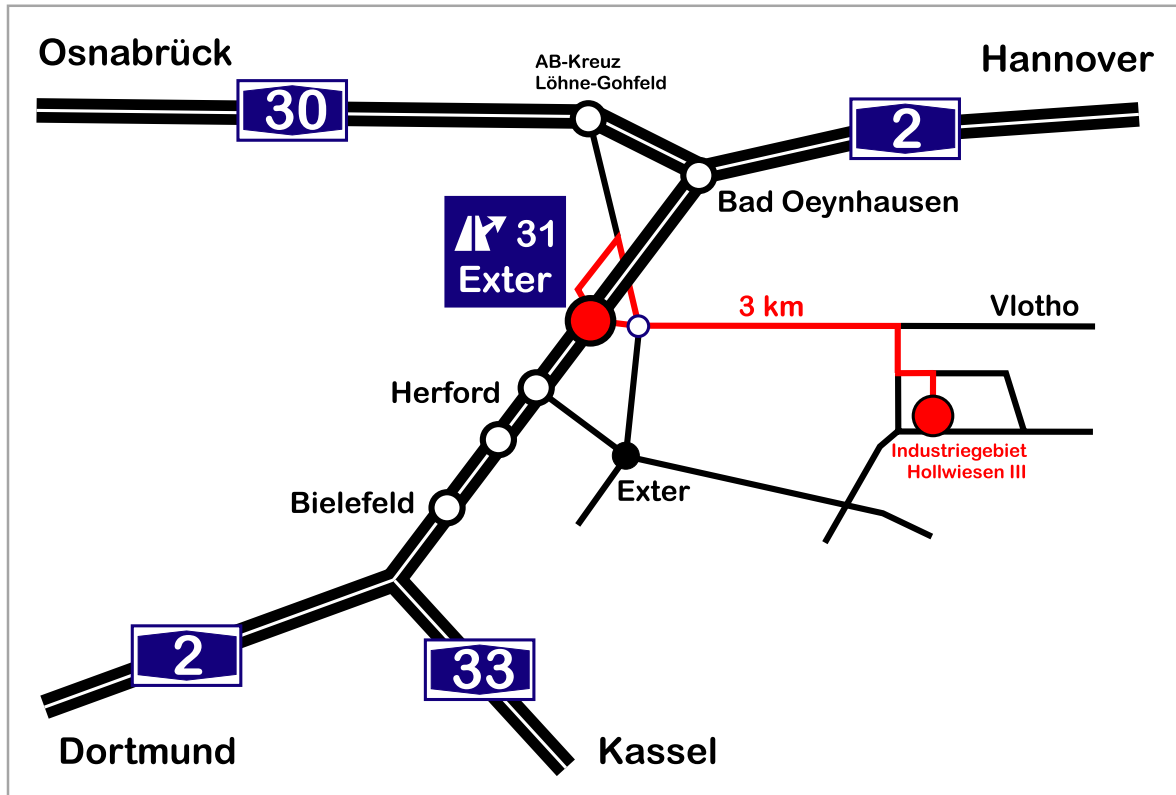 Osnabrück
AB-Kreuz
Löhne-Gohfeld
Hannover
30
2
Bad Oeynhausen
31
Exter
3 km
Vlotho
Herford
Industriegebiet
Hollwiesen III
Exter
Bielefeld
2
33
Dortmund
Kassel